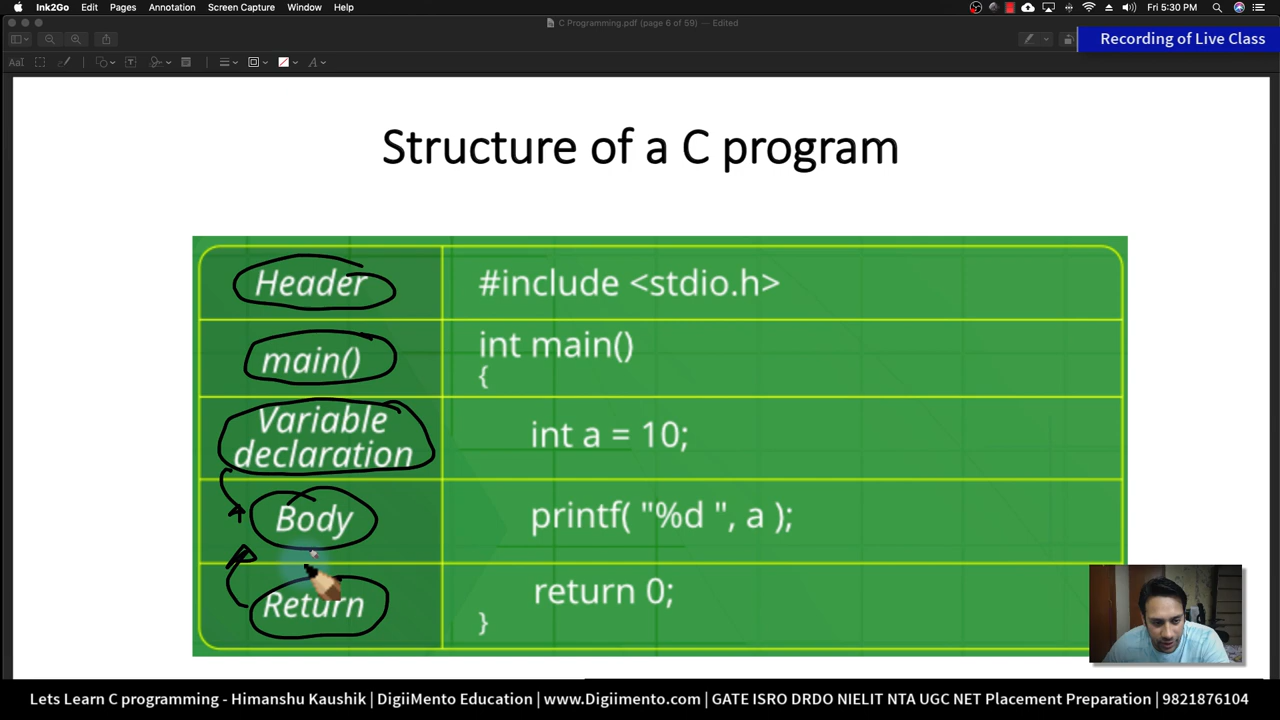 Ink2Go Edit Pages Annotation Screen Capture Window Help Fri 5:30 PM
C Programming.pdf (page 6 of 59) — Edited
Recording of Live Class
AaI T A
Structure of a C program
Header #include <stdio.h>
main() int main()
{
Variable
declaration int a = 10;
Body printf( "%d ", a );
Return return 0;
}
Lets Learn C programming - Himanshu Kaushik | DigiiMento Education | www.Digiimento.com | GATE ISRO DRDO NIELIT NTA UGC NET Placement Preparation | 9821876104